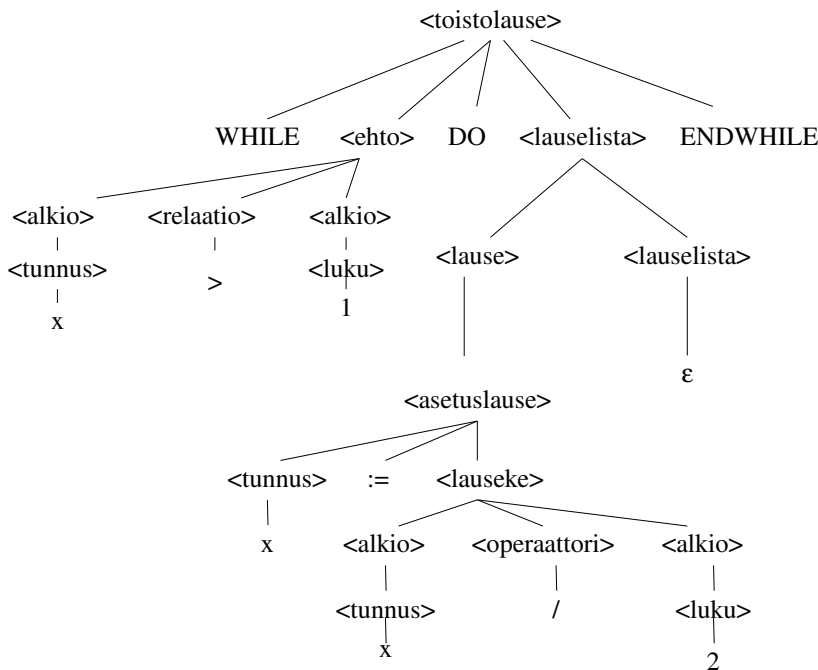 <toistolause>
WHILE <ehto> DO <lauselista> ENDWHILE
<alkio> <relaatio> <alkio>
<lause> <lauselista>
<tunnus> > <luku>
x 1
ε
<asetuslause>
<tunnus> := <lauseke>
x <alkio> <operaattori> <alkio>
<tunnus> / <luku>
x 2